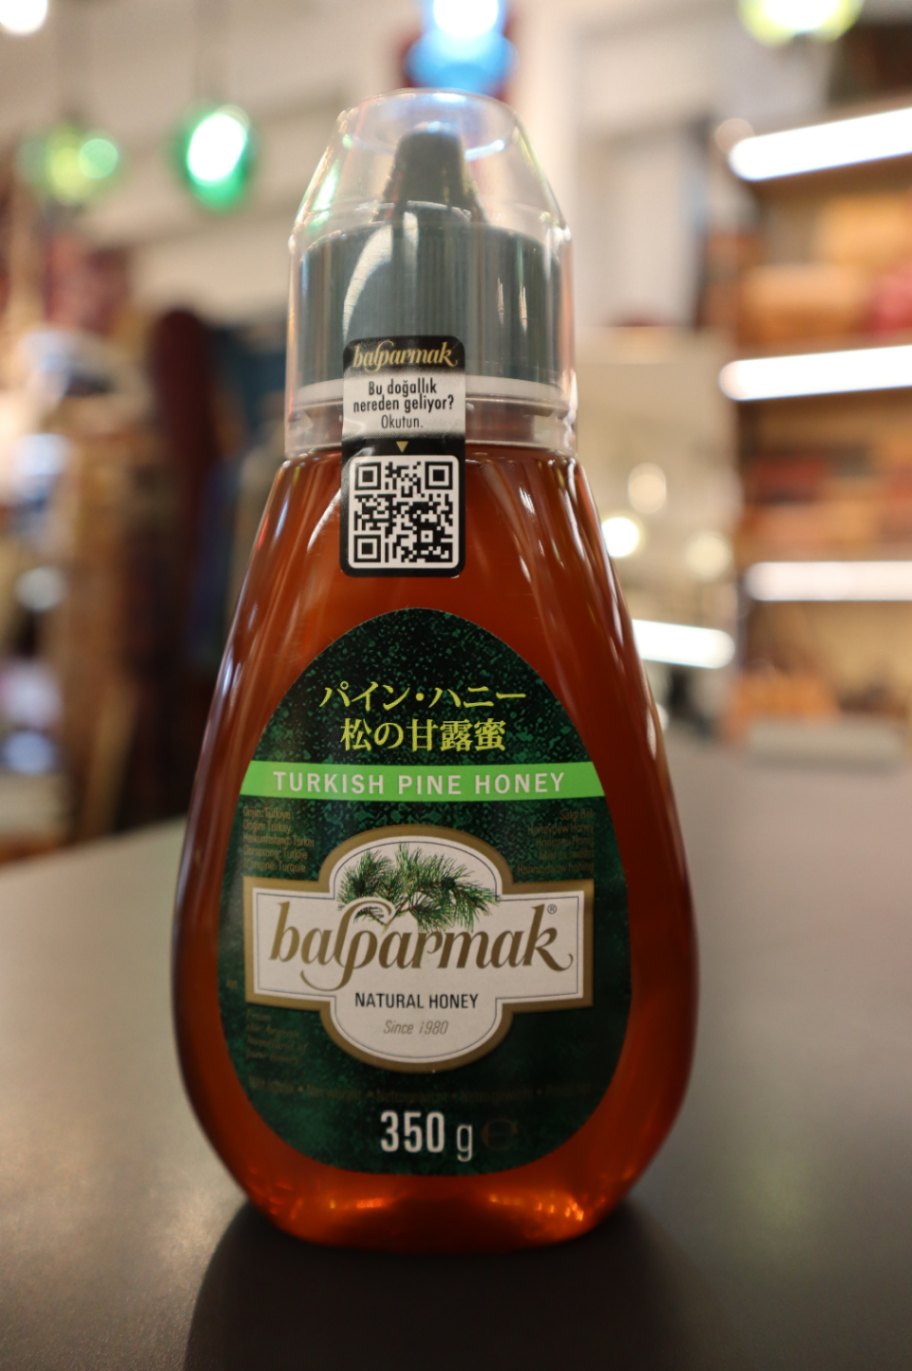 balparmak
Bu doğallık
nereden geliyor?
Okutun.
パイン・ハニー
松の甘露蜜
TURKISH PINE HONEY
balparmak®
NATURAL HONEY
Since 1980
350 g e